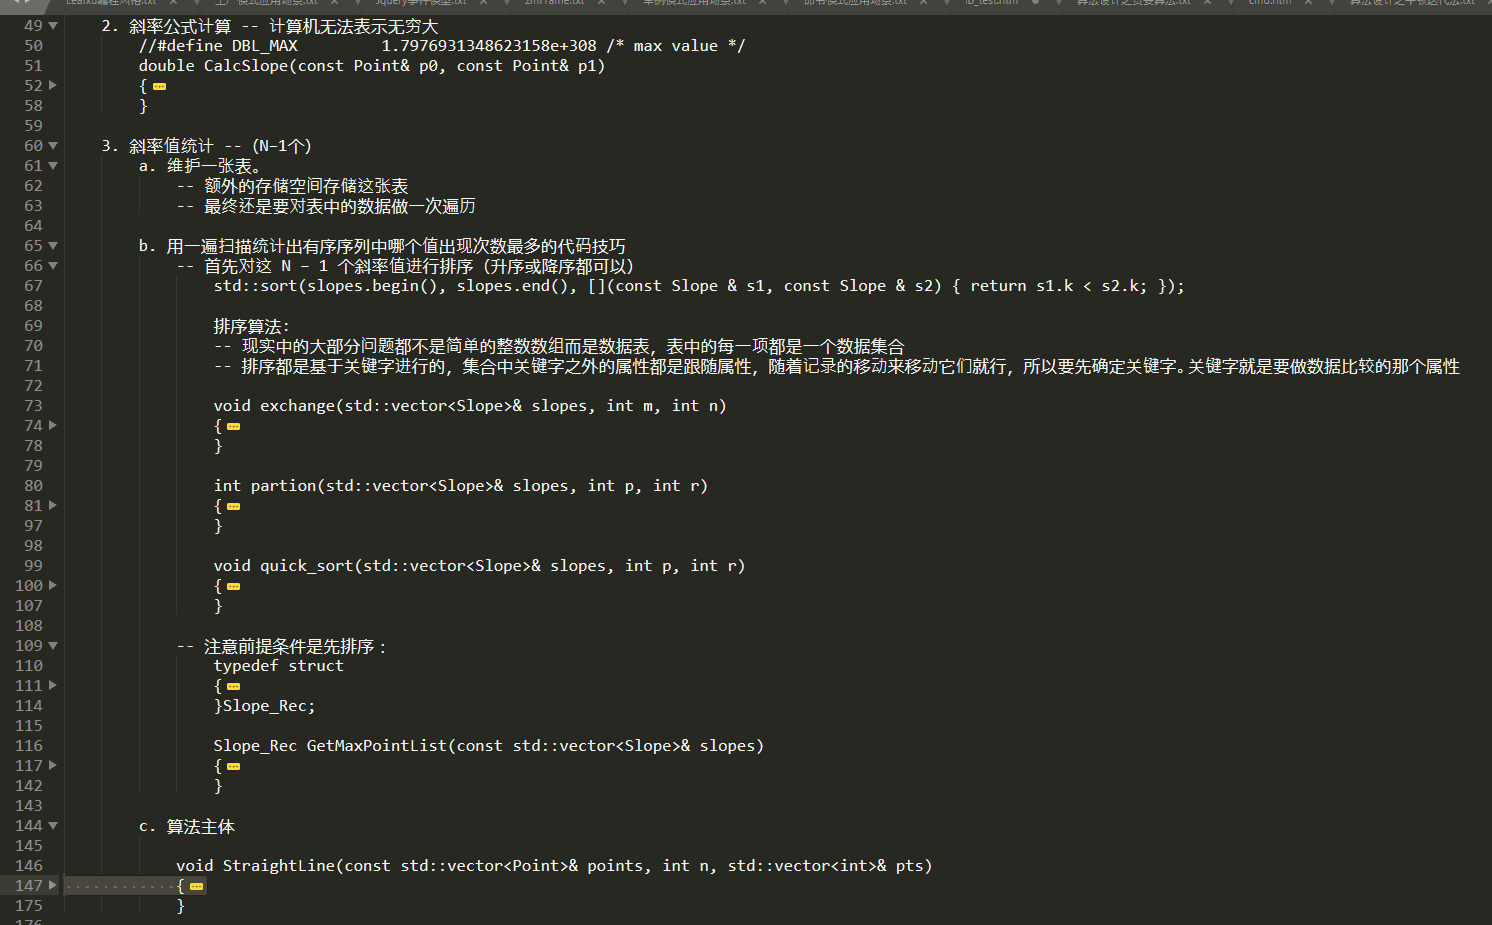 49 2. 斜率公式计算 -- 计算机无法表示无穷大
50 //#define DBL_MAX 1.7976931348623158e+308 /* max value */
51 double CalcSlope(const Point& p0, const Point& p1)
52 {
58 }
59
60 3. 斜率值统计 -- (N-1个)
61 a. 维护一张表。
62 -- 额外的存储空间存储这张表
63 -- 最终还是要对表中的数据做一次遍历
64
65 b. 用一遍扫描统计出有序序列中哪个值出现次数最多的代码技巧
66 -- 首先对这 N - 1 个斜率值进行排序（升序或降序都可以）
67 std::sort(slopes.begin(), slopes.end(), [](const Slope & s1, const Slope & s2) { return s1.k < s2.k; });
68
69 排序算法：
70 -- 现实中的大部分问题都不是简单的整数数组而是数据表，表中的每一项都是一个数据集合
71 -- 排序都是基于关键字进行的，集合中关键字之外的属性都是跟随属性，随着记录的移动来移动它们就行，所以要先确定关键字。关键字就是要做数据比较的那个属性
72
73 void exchange(std::vector<Slope>& slopes, int m, int n)
74 {
78 }
79
80 int partion(std::vector<Slope>& slopes, int p, int r)
81 {
97 }
98
99 void quick_sort(std::vector<Slope>& slopes, int p, int r)
100 {
107 }
108
109 -- 注意前提条件是先排序：
110 typedef struct
111 {
114 }Slope_Rec;
115
116 Slope_Rec GetMaxPointList(const std::vector<Slope>& slopes)
117 {
142 }
143
144 c. 算法主体
145
146 void StraightLine(const std::vector<Point>& points, int n, std::vector<int>& pts)
147 {
175 }
176